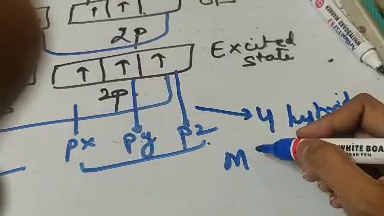 2p
Excited
state
↑ ↑ ↑
2p
px py pz
4 hybrid
M
WHITE BOA